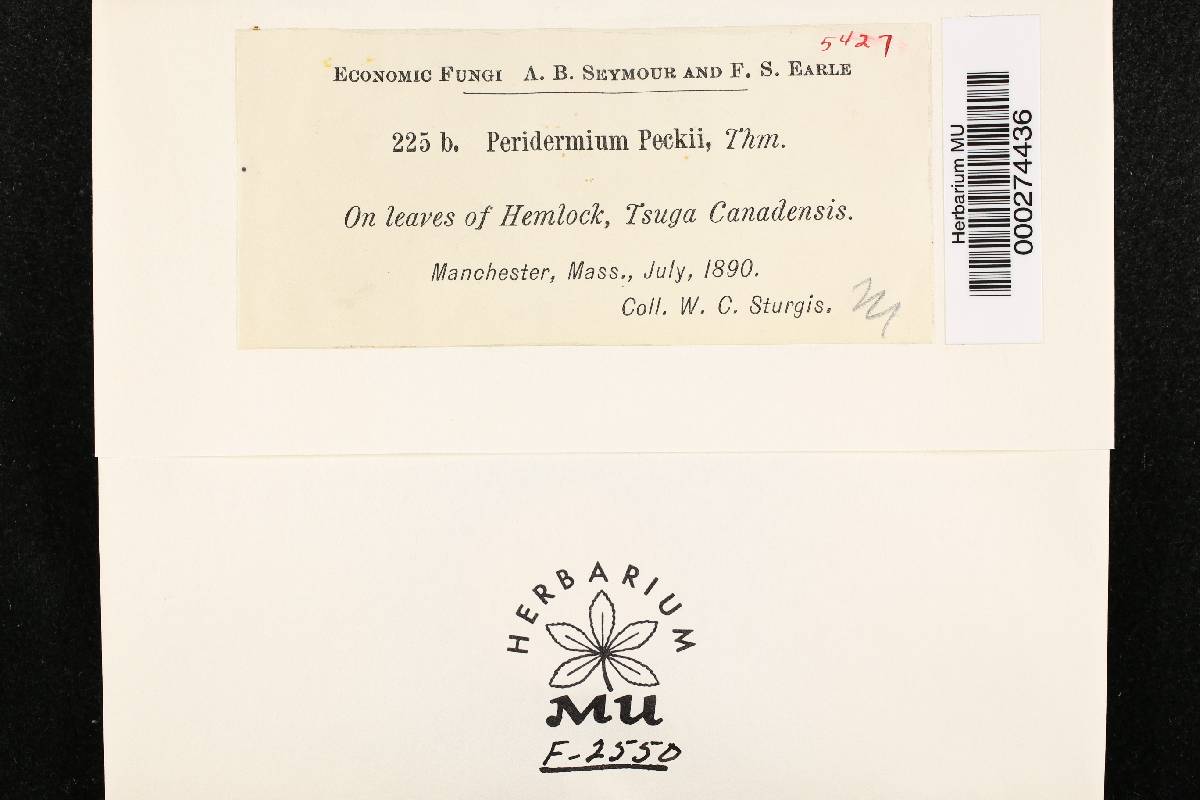 5427
ECONOMIC FUNGI A. B. SEYMOUR AND F. S. EARLE
225 b. Peridermium Peckii, Thm.
On leaves of Hemlock, Tsuga Canadensis.
Manchester, Mass., July, 1890.
Coll. W. C. Sturgis.
Herbarium MU
000274436
HERBARIUM
MU
F-2550